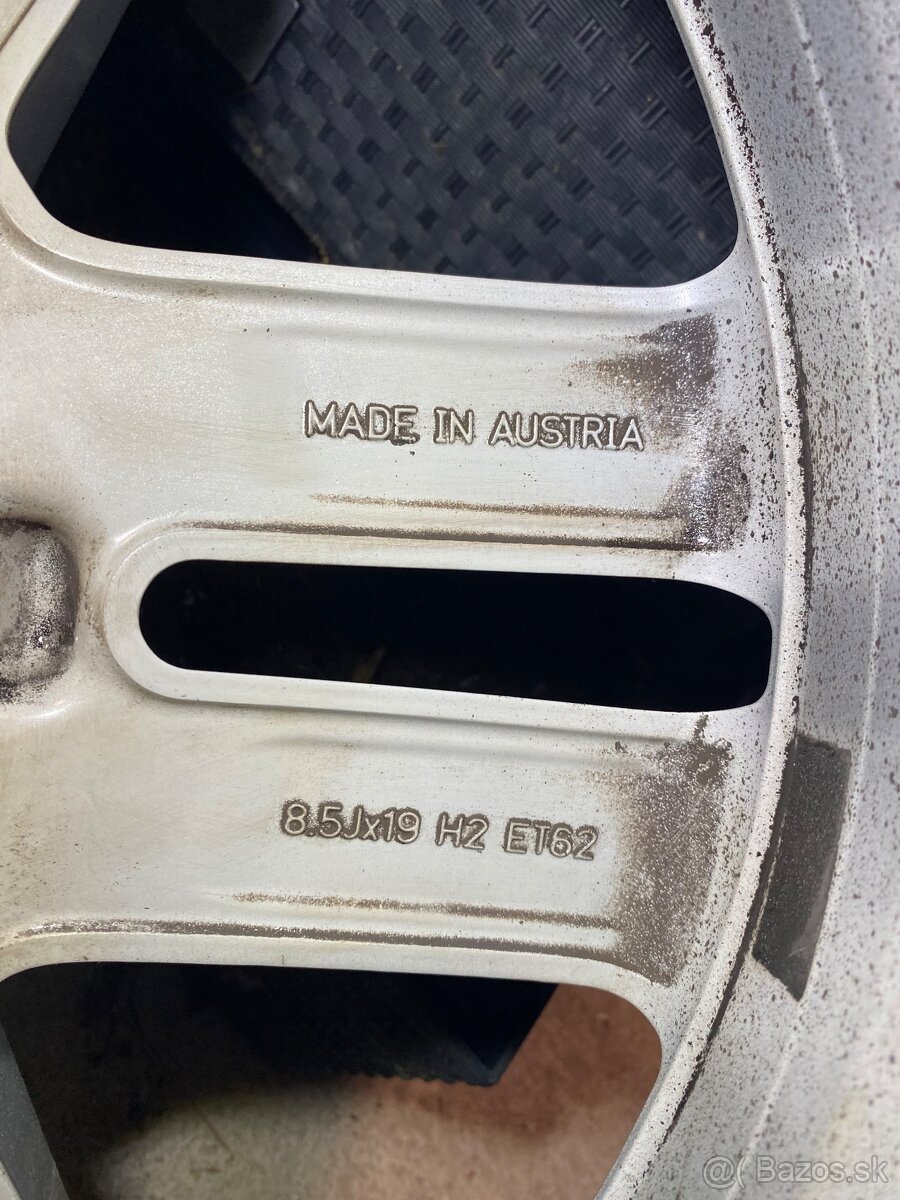 MADE IN AUSTRIA
8.5Jx19 H2 ET62
@( Bazos.sk